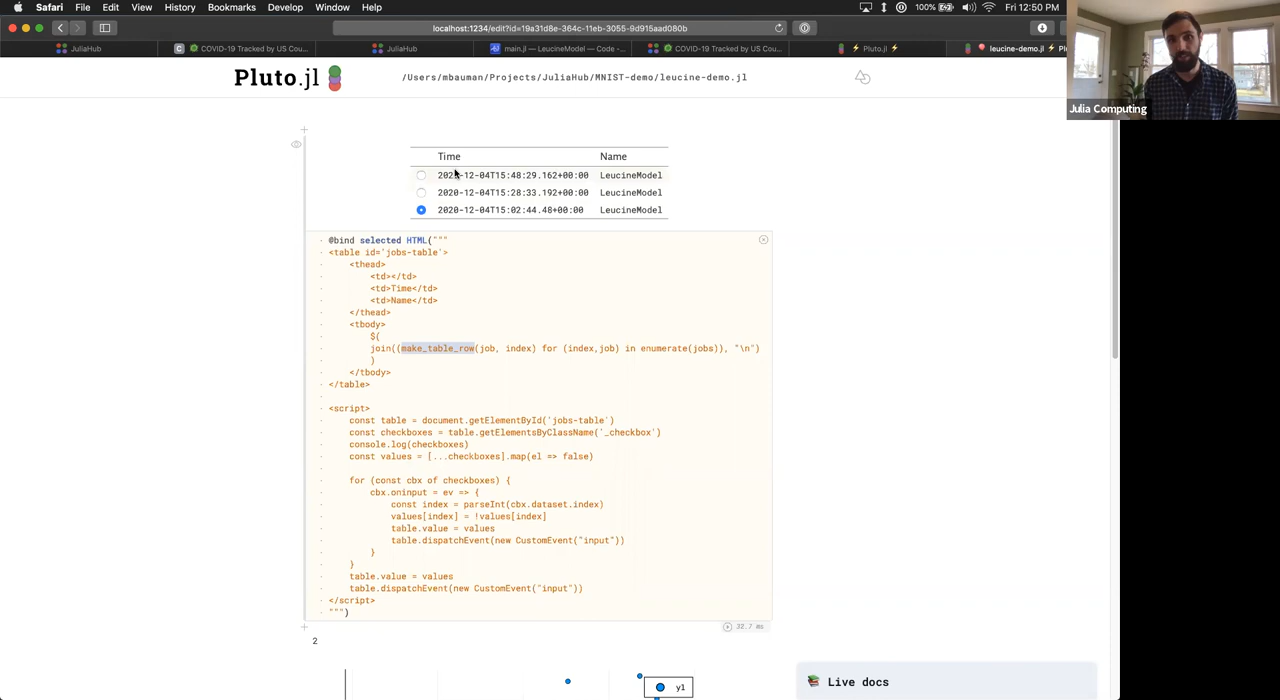 Safari File Edit View History Bookmarks Develop Window Help 100% Fri 12:50 PM
localhost:1234/edit?id=19a31d8e-364c-11eb-3055-9d915aad080b
JuliaHub COVID-19 Tracked by US Cou... JuliaHub main.jl — LeucineModel — Code -... COVID-19 Tracked by US Cou... ⚡ Pluto.jl ⚡ leucine-demo.jl ⚡ Pl
Julia Computing
Pluto.jl /Users/mbauman/Projects/JuliaHub/MNIST-demo/leucine-demo.jl
Time Name
2020-12-04T15:48:29.162+00:00 LeucineModel
2020-12-04T15:28:33.192+00:00 LeucineModel
2020-12-04T15:02:44.48+00:00 LeucineModel
@bind selected HTML("""
<table id='jobs-table'>
<thead>
<td></td>
<td>Time</td>
<td>Name</td>
</thead>
<tbody>
$(
join((make_table_row(job, index) for (index,job) in enumerate(jobs)), "\n")
)
</tbody>
</table>
<script>
const table = document.getElementById('jobs-table')
const checkboxes = table.getElementsByClassName('_checkbox')
console.log(checkboxes)
const values = [...checkboxes].map(el => false)
for (const cbx of checkboxes) {
cbx.oninput = ev => {
const index = parseInt(cbx.dataset.index)
values[index] = !values[index]
table.value = values
table.dispatchEvent(new CustomEvent("input"))
}
}
table.value = values
table.dispatchEvent(new CustomEvent("input"))
</script>
""")
32.7 ms
2
y1
Live docs